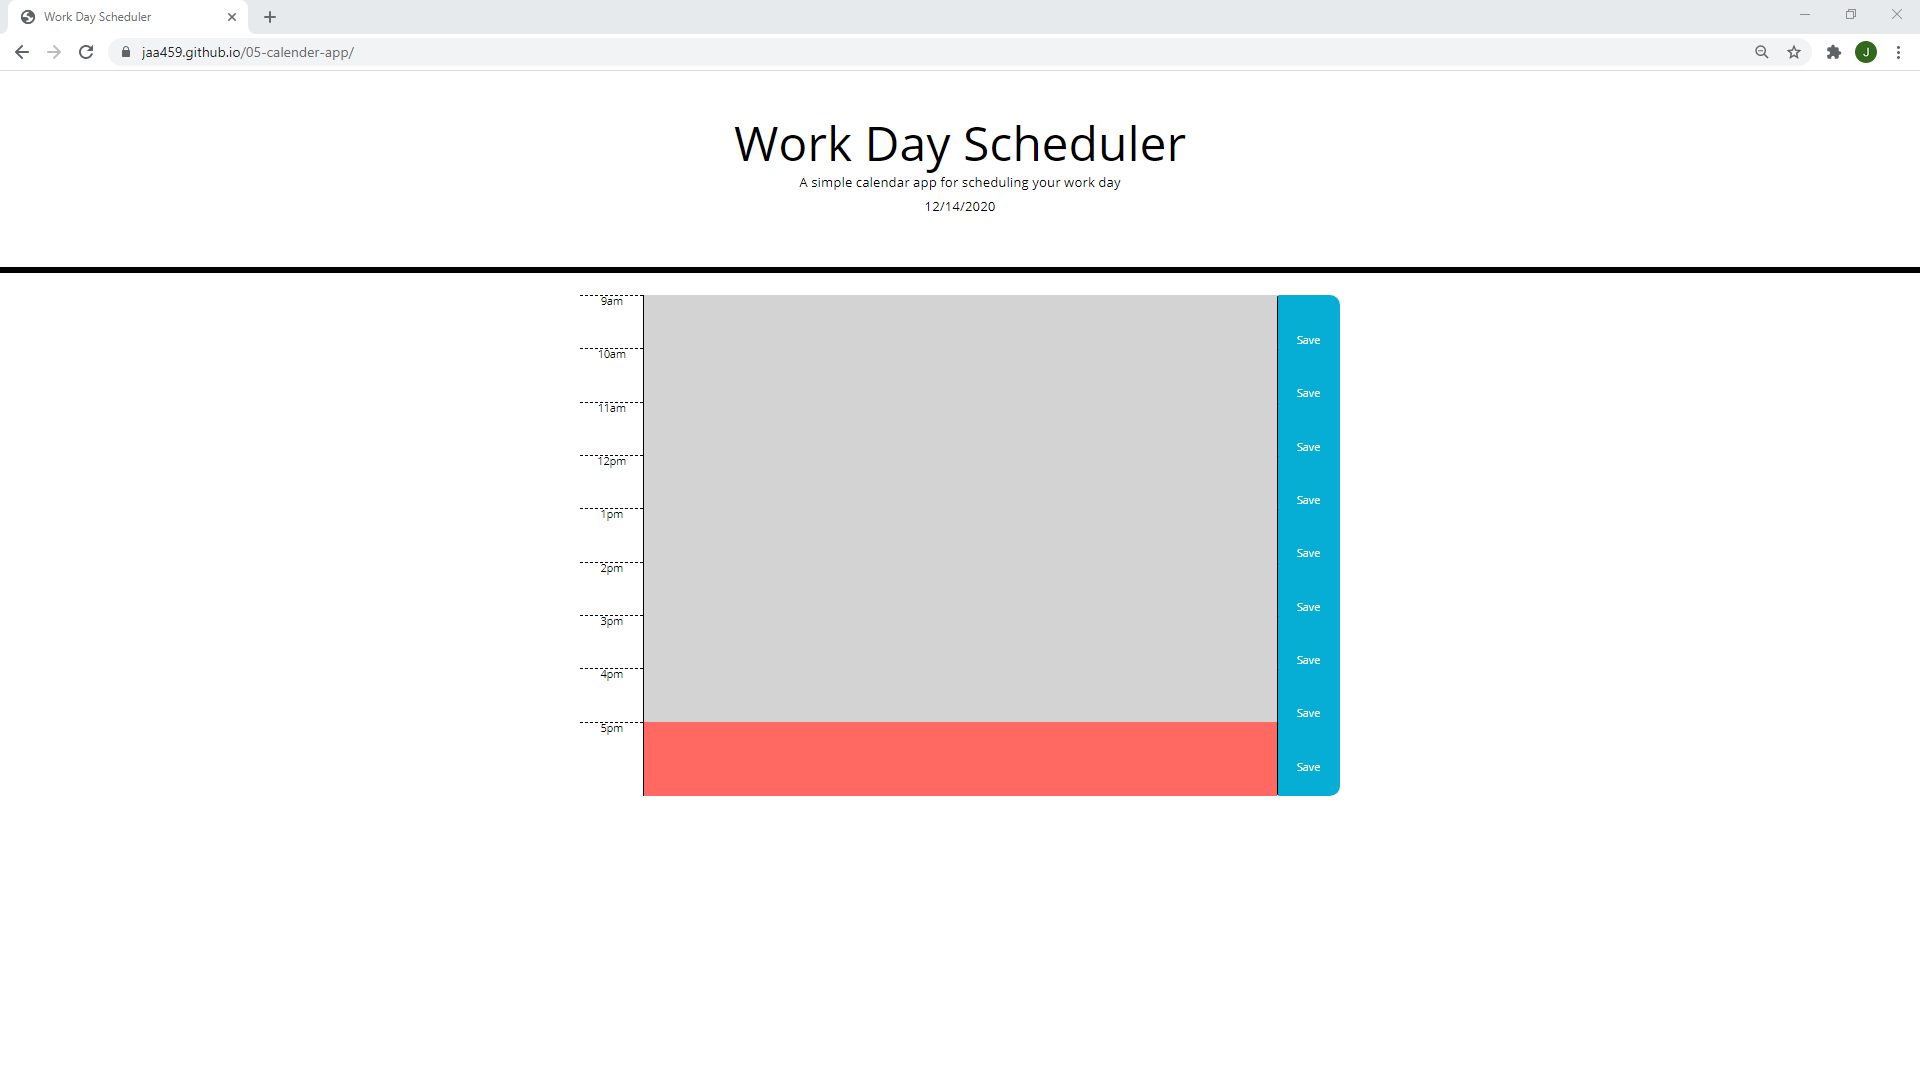 Work Day Scheduler
jaa459.github.io/05-calender-app/
J
Work Day Scheduler
A simple calendar app for scheduling your work day
12/14/2020
9am
Save
10am
Save
11am
Save
12pm
Save
1pm
Save
2pm
Save
3pm
Save
4pm
Save
5pm
Save